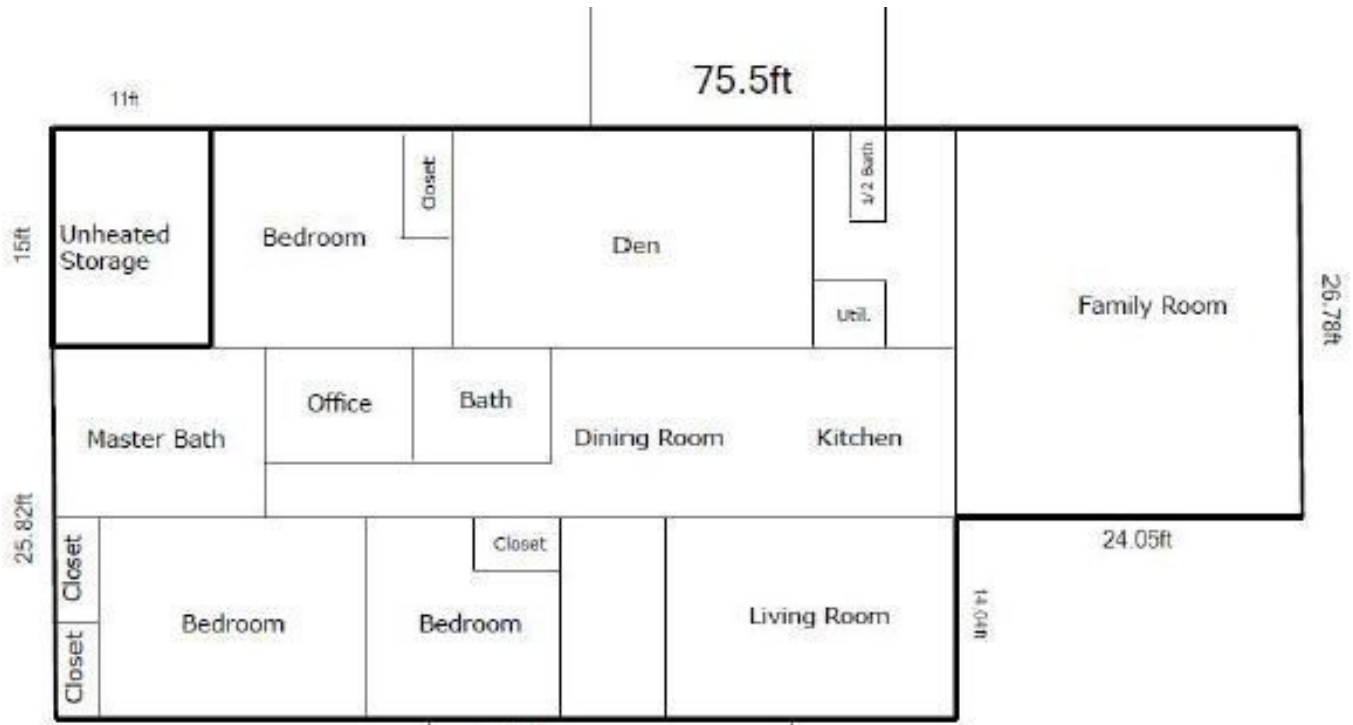 75.5ft
11ft
15ft
Unheated
Storage
Bedroom
Closet
Den
1/2 Bath
Util.
Family Room
26.78ft
Office
Bath
Master Bath
Dining Room
Kitchen
25.82ft
24.05ft
Closet
Closet
Bedroom
Closet
Bedroom
Living Room
14.04ft